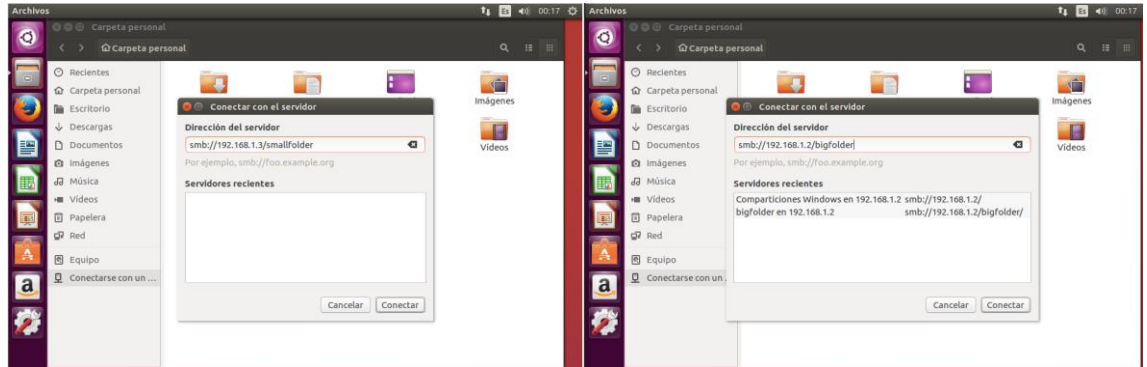 Archivos
00:17
Carpeta personal
Carpeta personal
Recientes
Carpeta personal
Escritorio
Descargas
Documentos
Imágenes
Música
Vídeos
Papelera
Red
Equipo
Conectarse con un ...
Imágenes
Vídeos
Conectar con el servidor
Dirección del servidor
smb://192.168.1.3/smallfolder
Por ejemplo, smb://foo.example.org
Servidores recientes
Cancelar
Conectar
Archivos
Es
00:17
Carpeta personal
Carpeta personal
Recientes
Carpeta personal
Escritorio
Descargas
Documentos
Imágenes
Música
Vídeos
Papelera
Red
Equipo
Conectarse con un
Imágenes
Vídeos
Conectar con el servidor
Dirección del servidor
smb://192.168.1.2/bigfolder
Por ejemplo, smb://foo.example.org
Servidores recientes
Comparticiones Windows en 192.168.1.2 smb://192.168.1.2/
bigfolder en 192.168.1.2 smb://192.168.1.2/bigfolder/
Cancelar
Conectar